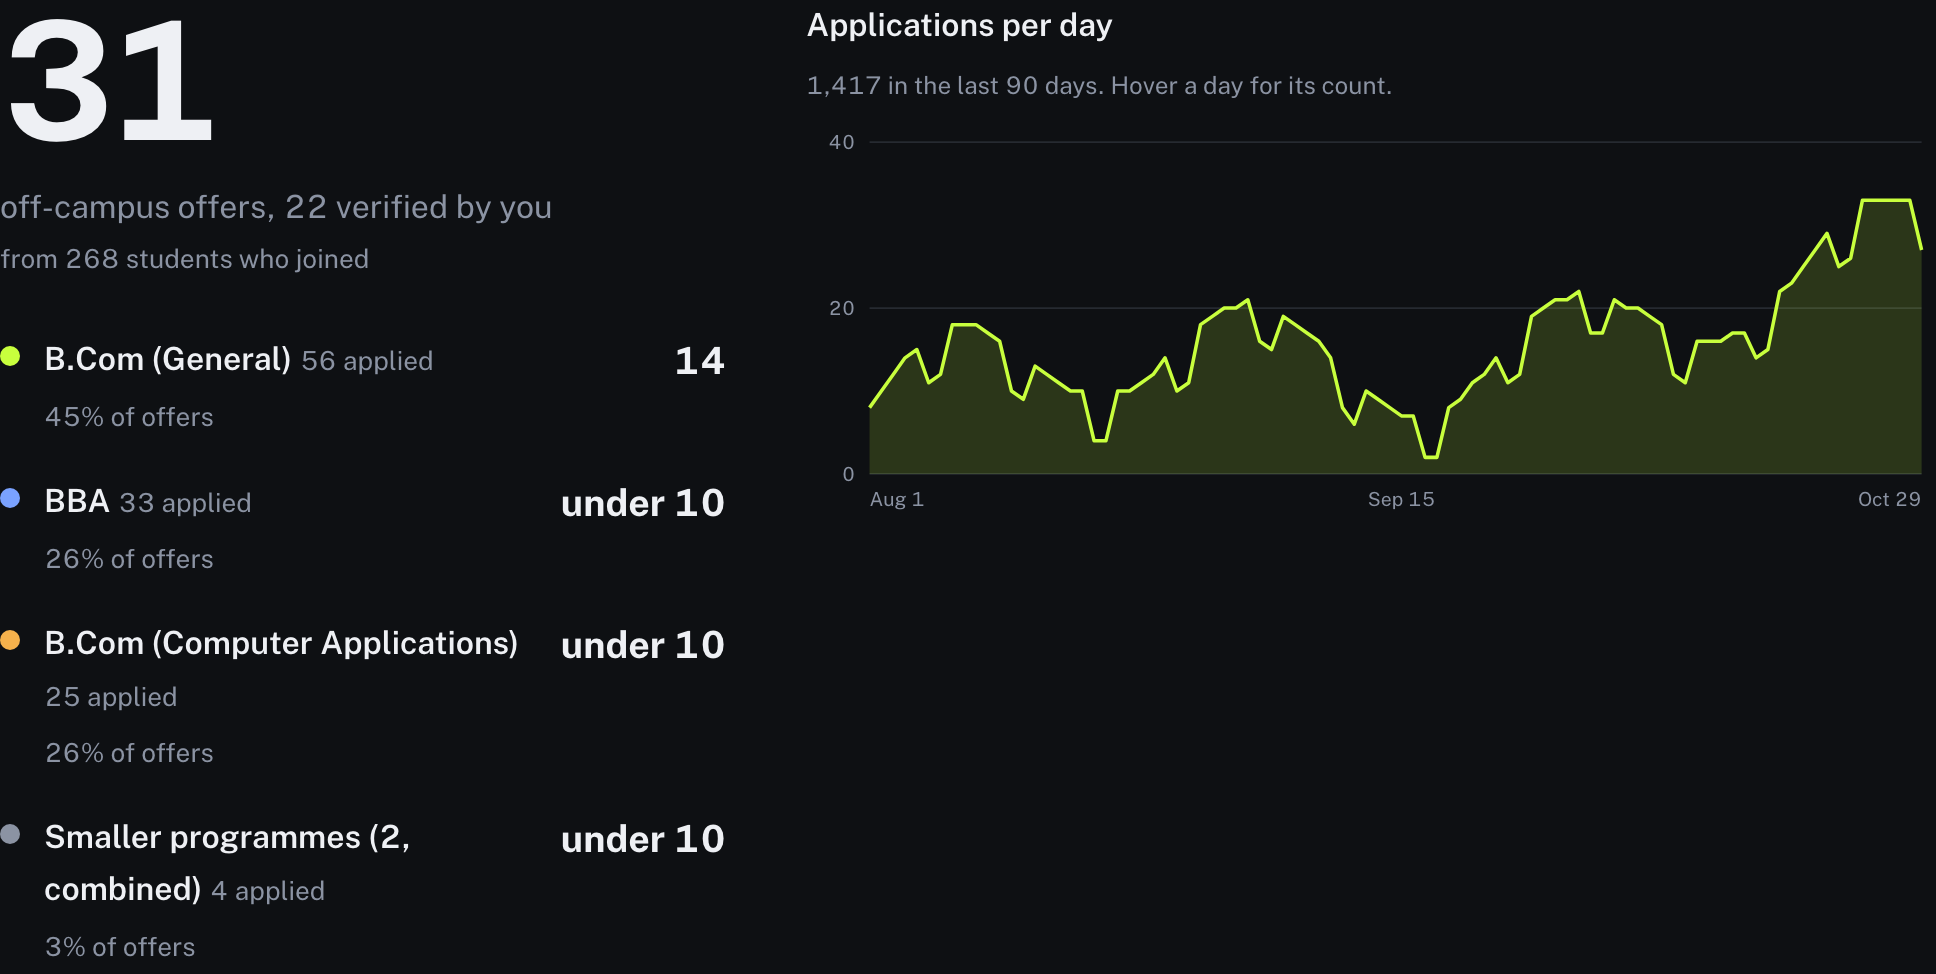 31
off-campus offers, 22 verified by you
from 268 students who joined
B.Com (General) 56 applied
14
45% of offers
BBA 33 applied
under 10
26% of offers
B.Com (Computer Applications)
under 10
25 applied
26% of offers
Smaller programmes (2,
combined) 4 applied
under 10
3% of offers
Applications per day
1,417 in the last 90 days. Hover a day for its count.
40
20
0
Aug 1
Sep 15
Oct 29